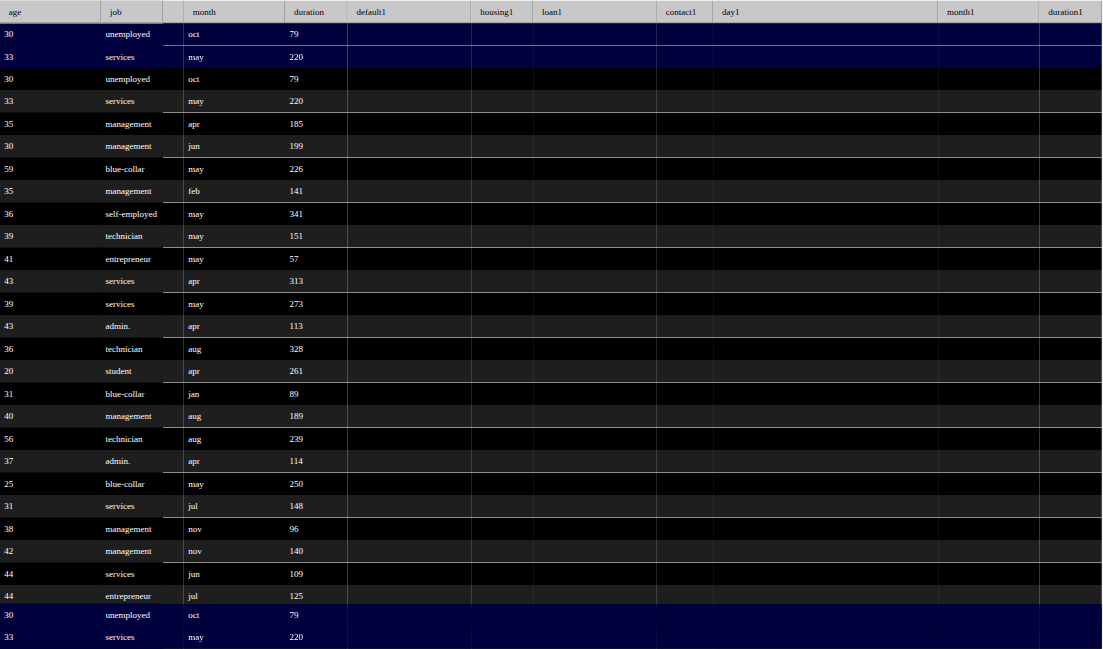 age job month duration default1 housing1 loan1 contact1 day1 month1 duration1
30 unemployed oct 79
33 services may 220
30 unemployed oct 79
33 services may 220
35 management apr 185
30 management jun 199
59 blue-collar may 226
35 management feb 141
36 self-employed may 341
39 technician may 151
41 entrepreneur may 57
43 services apr 313
39 services may 273
43 admin. apr 113
36 technician aug 328
20 student apr 261
31 blue-collar jan 89
40 management aug 189
56 technician aug 239
37 admin. apr 114
25 blue-collar may 250
31 services jul 148
38 management nov 96
42 management nov 140
44 services jun 109
44 entrepreneur jul 125
30 unemployed oct 79
33 services may 220